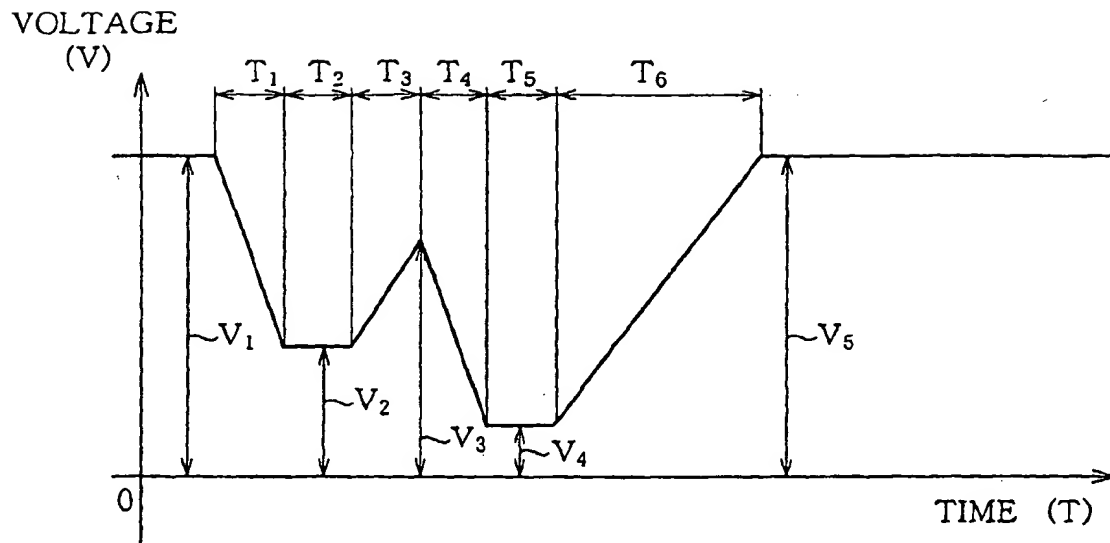 VOLTAGE
(V)
T₁ T₂ T₃ T₄ T₅ T₆
V₁
V₅
V₂
V₃
V₄
0
TIME (T)